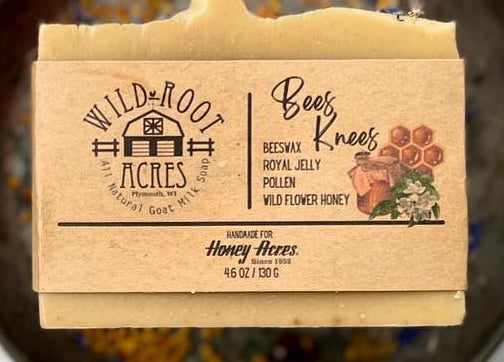 WILD ROOT
ACRES
Plymouth, WI
All Natural Goat Milk Soap
Bees
Knees
BEESWAX
ROYAL JELLY
POLLEN
WILD FLOWER HONEY
HANDMADE FOR
Honey Acres.
Since 1852
4.6 OZ / 130 G